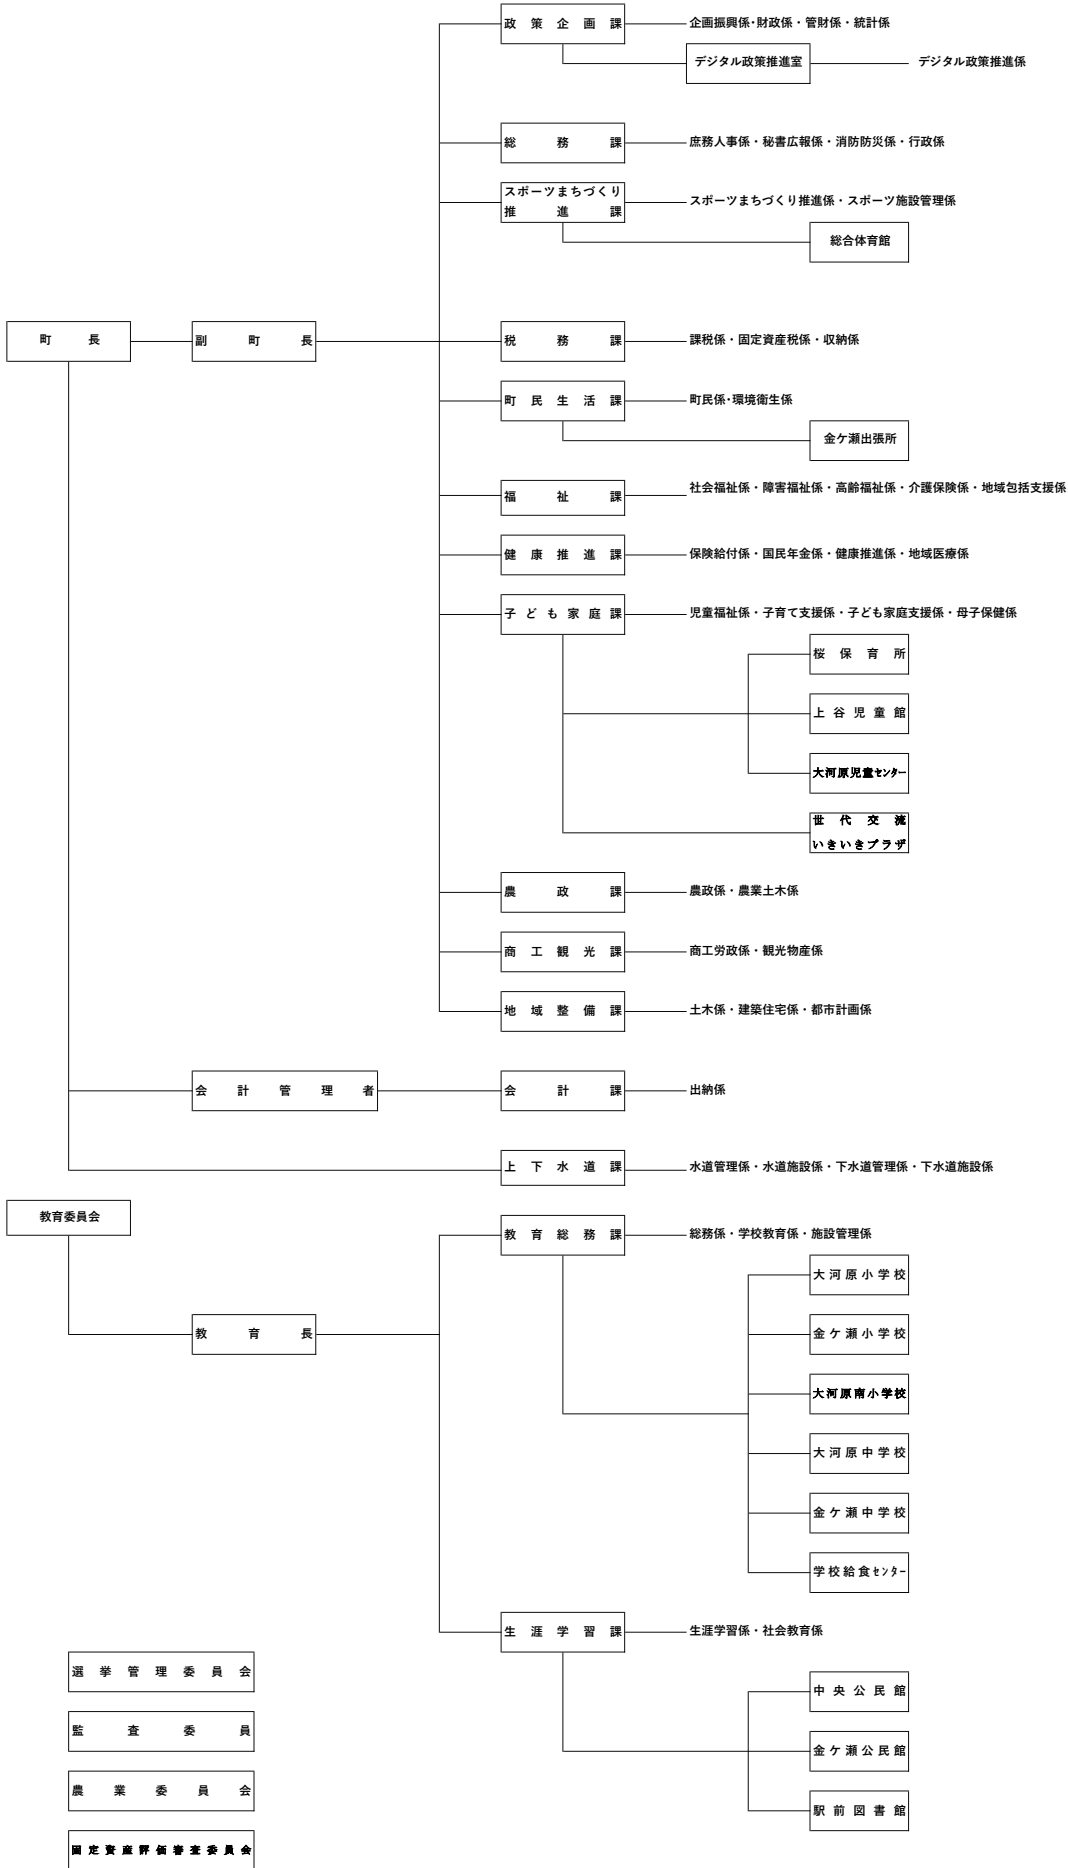 政策企画課 企画振興係・財政係・管財係・統計係
デジタル政策推進室 デジタル政策推進係
総務課 庶務人事係・秘書広報係・消防防災係・行政係
スポーツまちづくり
推進課 スポーツまちづくり推進係・スポーツ施設管理係
総合体育館
町長 副町長 税務課 課税係・固定資産税係・収納係
町民生活課 町民係・環境衛生係
金ケ瀬出張所
福祉課 社会福祉係・障害福祉係・高齢福祉係・介護保険係・地域包括支援係
健康推進課 保険給付係・国民年金係・健康推進係・地域医療係
子ども家庭課 児童福祉係・子育て支援係・子ども家庭支援係・母子保健係
桜保育所
上谷児童館
大河原児童センター
世代交流
いきいきプラザ
農政課 農政係・農業土木係
商工観光課 商工労政係・観光物産係
地域整備課 土木係・建築住宅係・都市計画係
会計管理者 会計課 出納係
上下水道課 水道管理係・水道施設係・下水道管理係・下水道施設係
教育委員会
教育総務課 総務係・学校教育係・施設管理係
大河原小学校
教育長 金ケ瀬小学校
大河原南小学校
大河原中学校
金ケ瀬中学校
学校給食センター
生涯学習課 生涯学習係・社会教育係
選挙管理委員会
中央公民館
監査委員
金ケ瀬公民館
農業委員会
駅前図書館
固定資産評価審査委員会